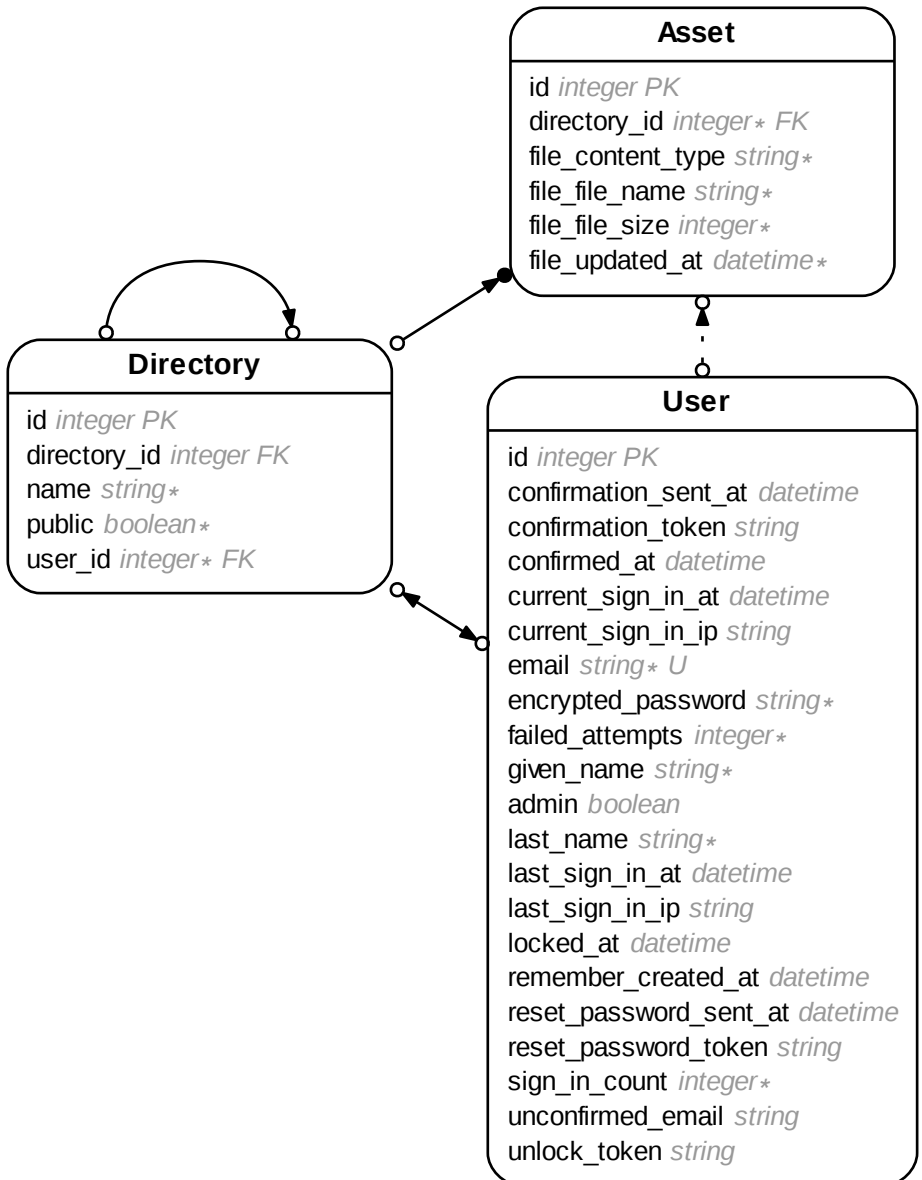 Asset
id integer PK
directory_id integer* FK
file_content_type string*
file_file_name string*
file_file_size integer*
file_updated_at datetime*
Directory
id integer PK
directory_id integer FK
name string*
public boolean*
user_id integer* FK
User
id integer PK
confirmation_sent_at datetime
confirmation_token string
confirmed_at datetime
current_sign_in_at datetime
current_sign_in_ip string
email string* U
encrypted_password string*
failed_attempts integer*
given_name string*
admin boolean
last_name string*
last_sign_in_at datetime
last_sign_in_ip string
locked_at datetime
remember_created_at datetime
reset_password_sent_at datetime
reset_password_token string
sign_in_count integer*
unconfirmed_email string
unlock_token string